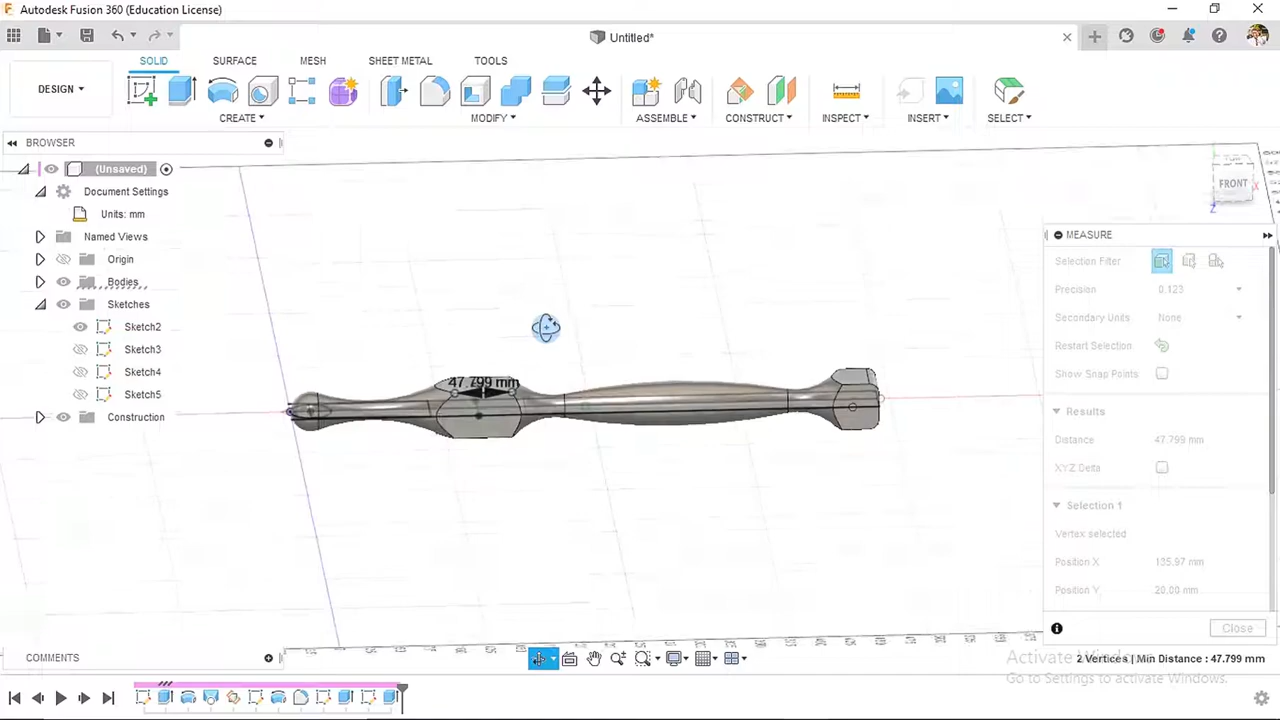 Autodesk Fusion 360 (Education License)
Untitled*
SOLID SURFACE MESH SHEET METAL TOOLS
DESIGN
CREATE MODIFY ASSEMBLE CONSTRUCT INSPECT INSERT SELECT
BROWSER
(Unsaved)
Document Settings
Units: mm
Named Views
Origin
Bodies
Sketches
Sketch2
Sketch3
Sketch4
Sketch5
Construction
FRONT
X
Z
47.799 mm
MEASURE
Selection Filter
Precision 0.123
Secondary Units None
Restart Selection
Show Snap Points
Results
Distance 47.799 mm
XYZ Delta
Selection 1
Vertex selected
Position X 135.97 mm
Position Y 20.00 mm
Close
COMMENTS
Activate Windows
2 Vertices | Min Distance : 47.799 mm
Go to Settings to activate Windows.